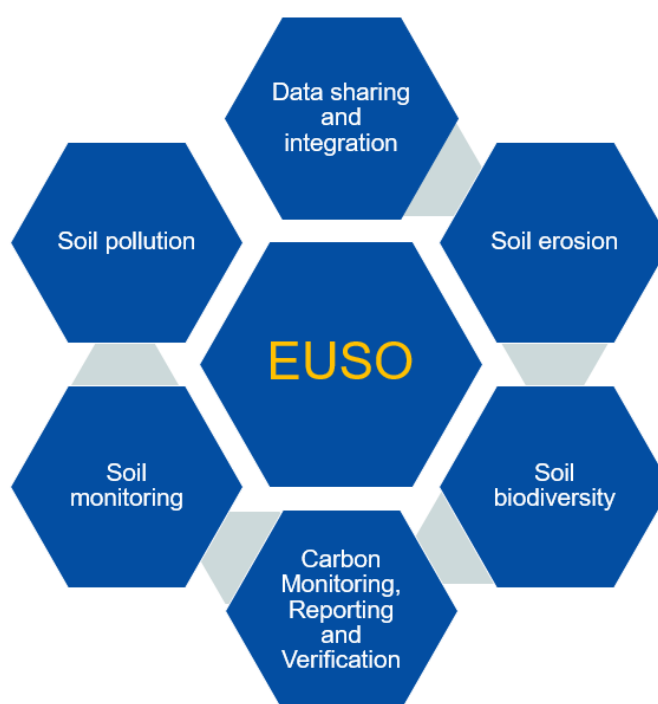 Data sharing
and
integration
Soil pollution
Soil erosion
EUSO
Soil
monitoring
Soil
biodiversity
Carbon
Monitoring,
Reporting
and
Verification